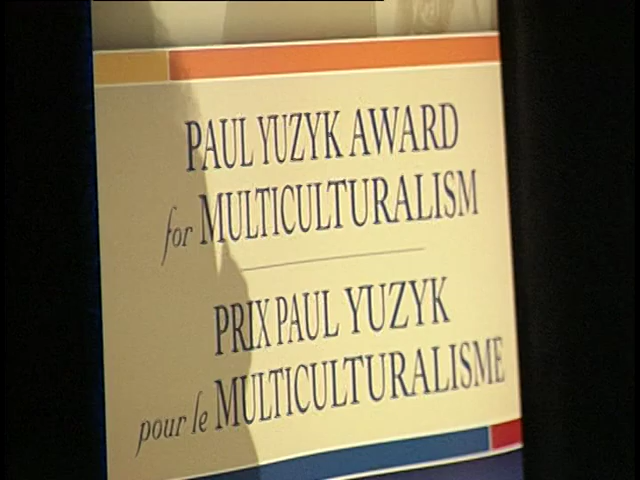 PAUL YUZYK AWARD
for MULTICULTURALISM
PRIX PAUL YUZYK
pour le MULTICULTURALISME